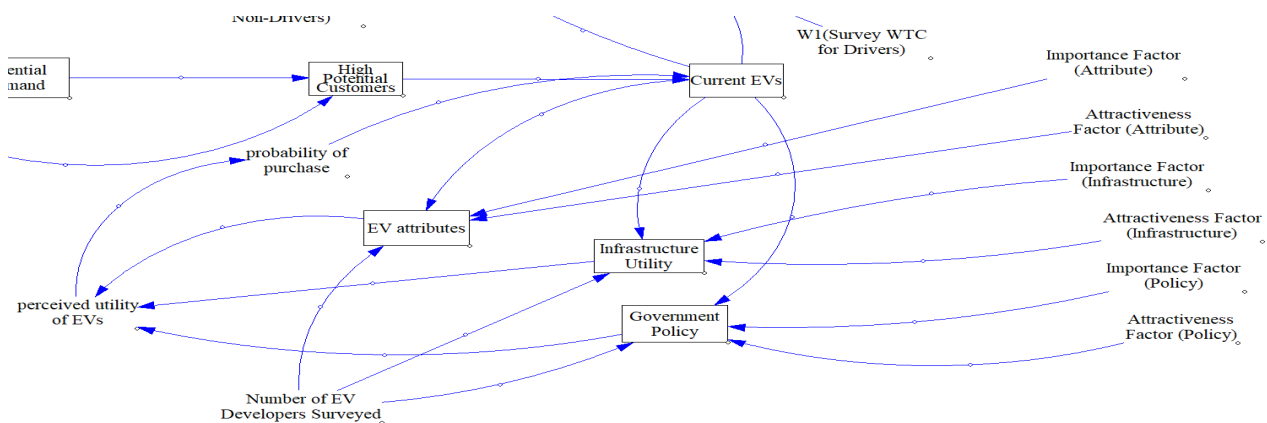 Non-Drivers)
W1(Survey WTC
for Drivers)
High
Potential
Customers
Current EVs
Importance Factor
(Attribute)
Attractiveness
Factor (Attribute)
probability of
purchase
Importance Factor
(Infrastructure)
EV attributes
Attractiveness Factor
(Infrastructure)
Infrastructure
Utility
Importance Factor
(Policy)
perceived utility
of EVs
Government
Policy
Attractiveness
Factor (Policy)
Number of EV
Developers Surveyed